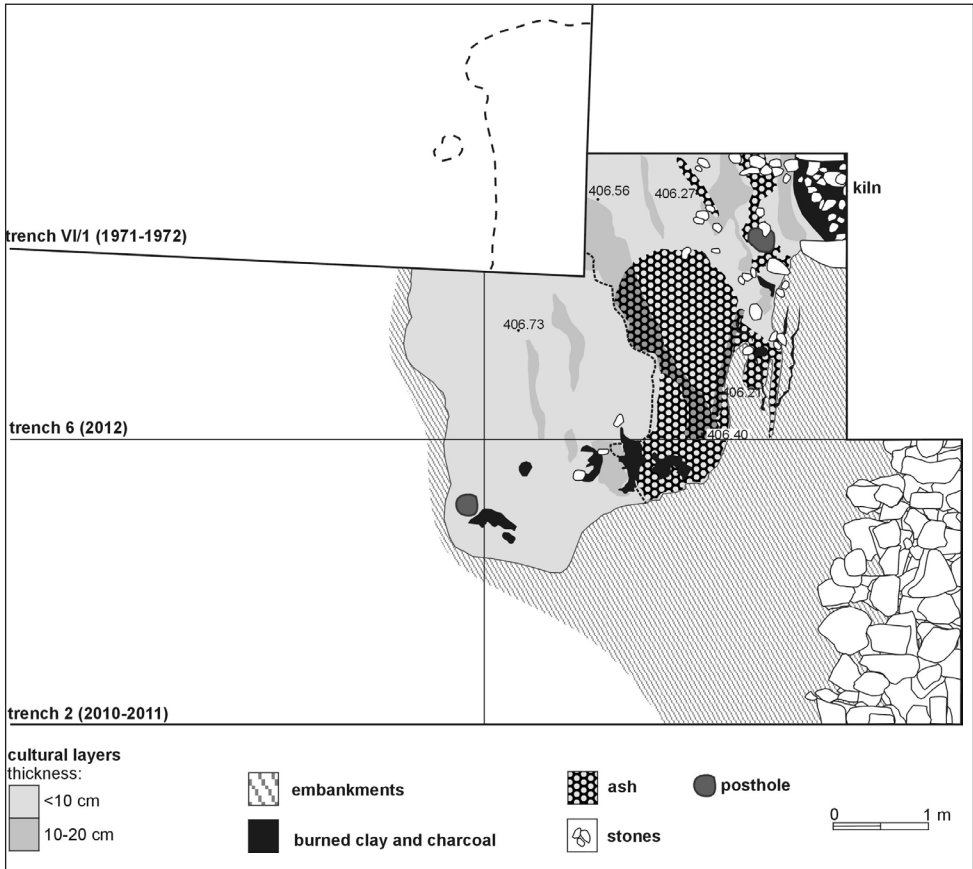 406.56
406.27
kiln
trench VI/1 (1971-1972)
406.73
406.21
trench 6 (2012)
406.40
trench 2 (2010-2011)
cultural layers
thickness:
<10 cm
10-20 cm
embankments
burned clay and charcoal
ash
stones
posthole
0 1 m